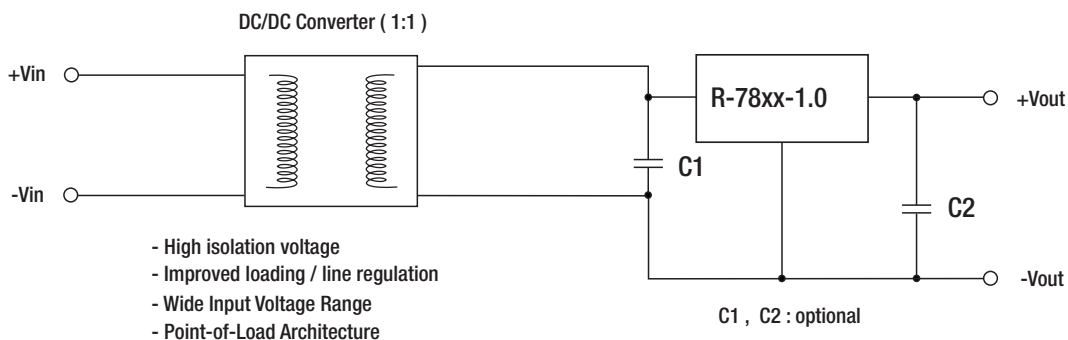 DC/DC Converter ( 1:1 )
+Vin
-Vin
R-78xx-1.0
C1
C2
+Vout
-Vout
- High isolation voltage
- Improved loading / line regulation
- Wide Input Voltage Range
- Point-of-Load Architecture
C1 , C2 : optional